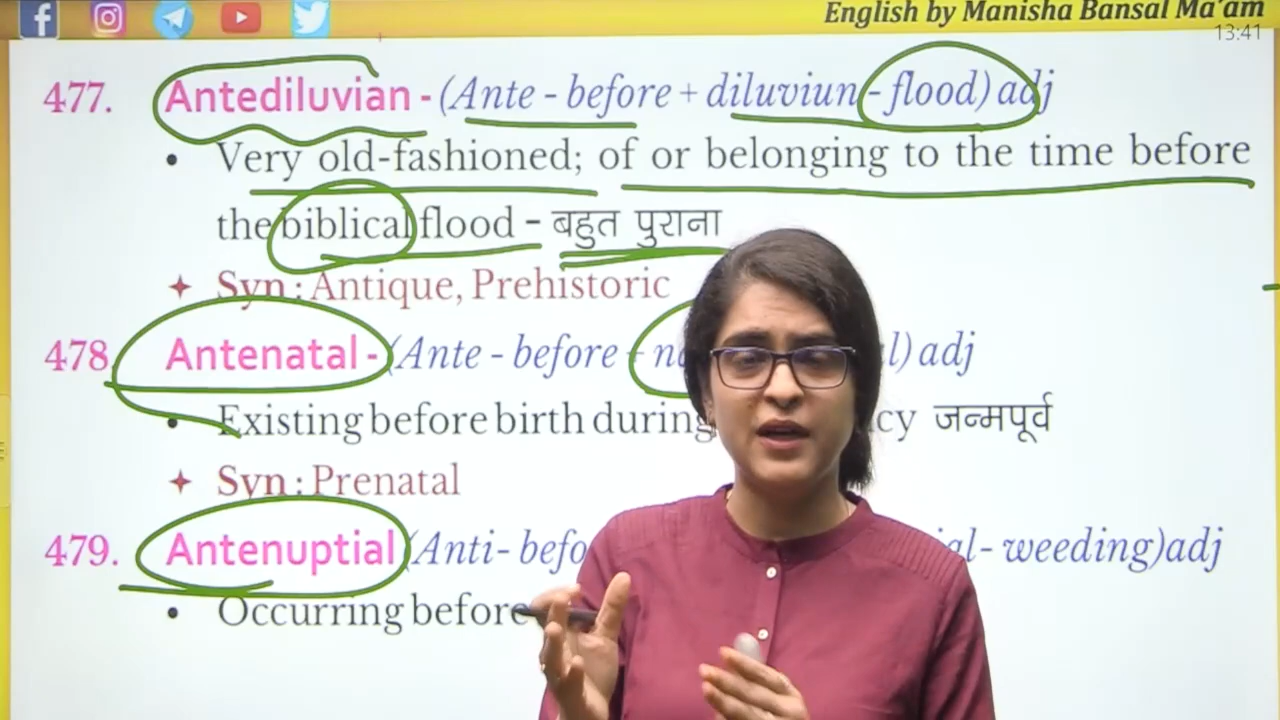 English by Manisha Bansal Ma'am
13:41
477. Antediluvian - (Ante - before + diluviun - flood) adj
• Very old-fashioned; of or belonging to the time before
the biblical flood - बहुत पुराना
Syn : Antique, Prehistoric
478 Antenatal - (Ante - before + l) adj
• Existing before birth during cy जन्मपूर्व
Syn : Prenatal
479. Antenuptial (Anti- befo al- weeding)adj
• Occurring before